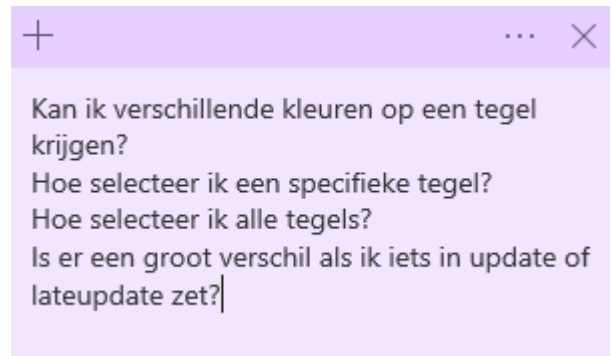 Kan ik verschillende kleuren op een tegel
krijgen?
Hoe selecteer ik een specifieke tegel?
Hoe selecteer ik alle tegels?
Is er een groot verschil als ik iets in update of
lateupdate zet?